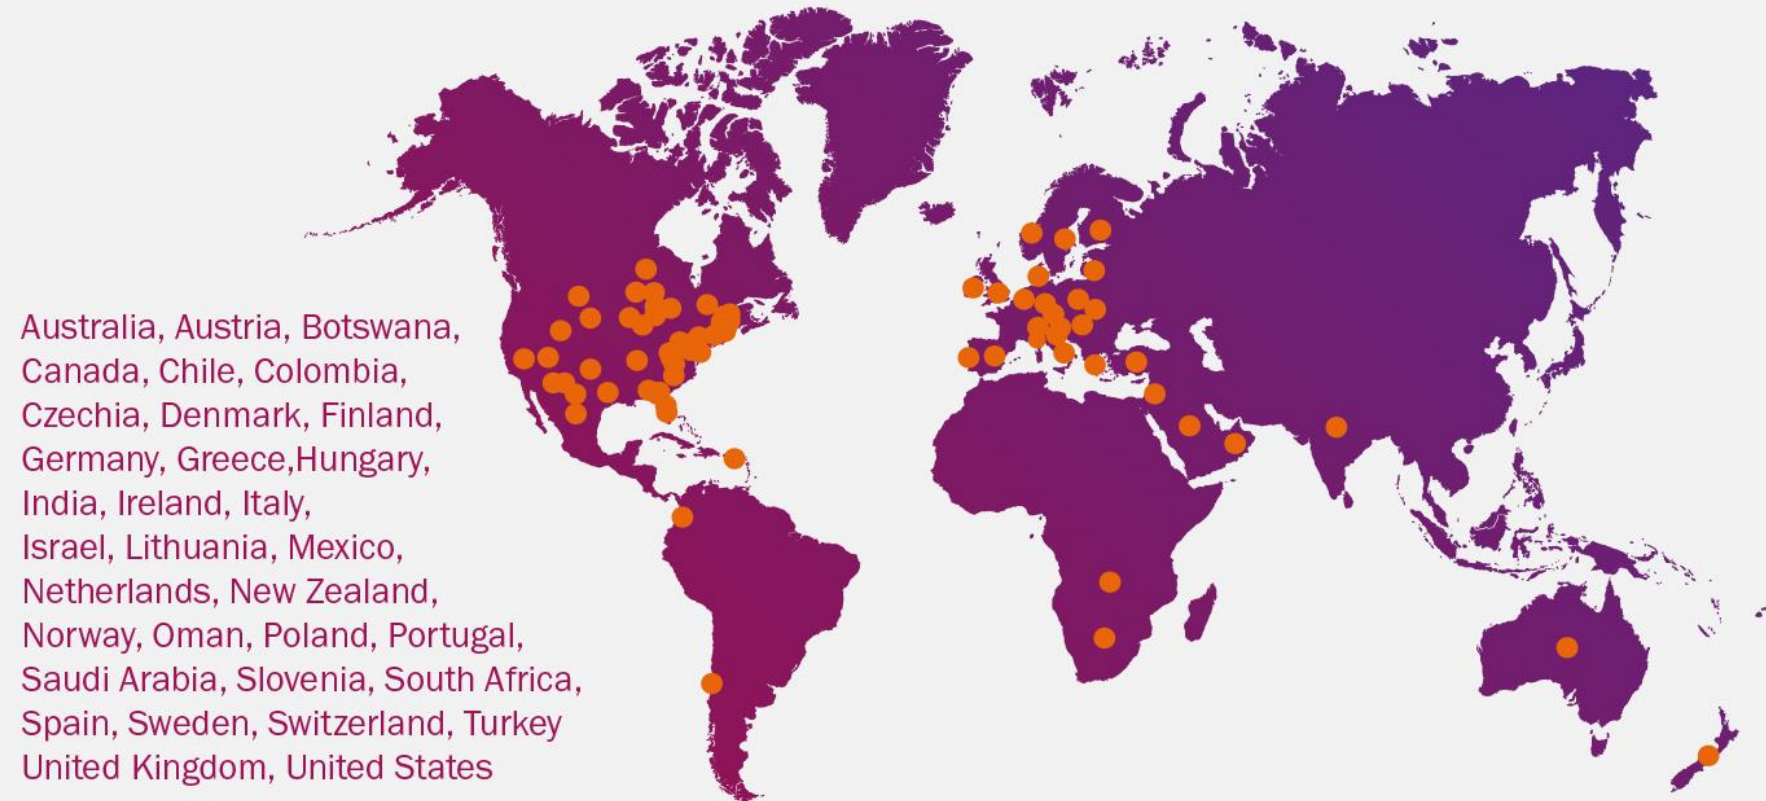 Australia, Austria, Botswana,
Canada, Chile, Colombia,
Czechia, Denmark, Finland,
Germany, Greece,Hungary,
India, Ireland, Italy,
Israel, Lithuania, Mexico,
Netherlands, New Zealand,
Norway, Oman, Poland, Portugal,
Saudi Arabia, Slovenia, South Africa,
Spain, Sweden, Switzerland, Turkey
United Kingdom, United States